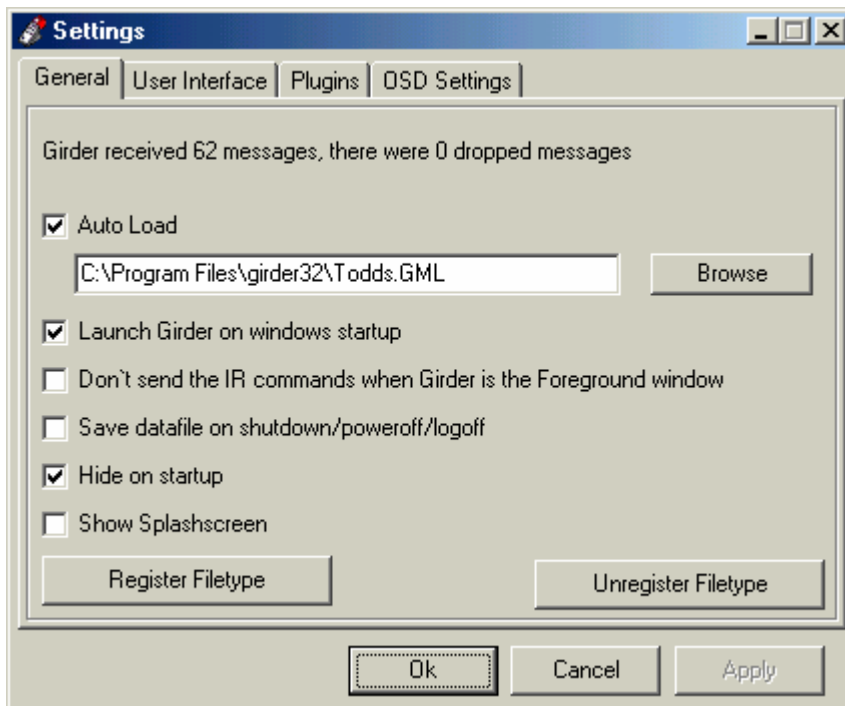 Settings
General User Interface Plugins OSD Settings
Girder received 62 messages, there were 0 dropped messages
Auto Load
C:\Program Files\girder32\Todds.GML Browse
Launch Girder on windows startup
Don`t send the IR commands when Girder is the Foreground window
Save datafile on shutdown/poweroff/logoff
Hide on startup
Show Splashscreen
Register Filetype Unregister Filetype
Ok Cancel Apply